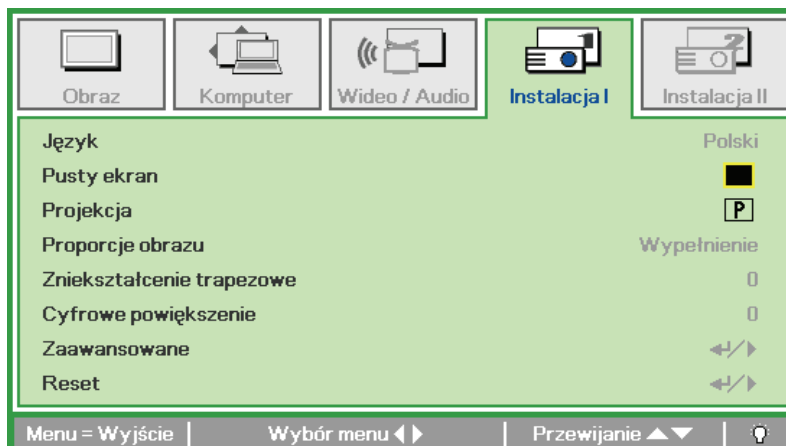 Obraz
Komputer
Wideo / Audio
Instalacja I
Instalacja II
Język Polski
Pusty ekran
Projekcja P
Proporcje obrazu Wypełnienie
Zniekształcenie trapezowe 0
Cyfrowe powiększenie 0
Zaawansowane
Reset
Menu = Wyjście Wybór menu Przewijanie